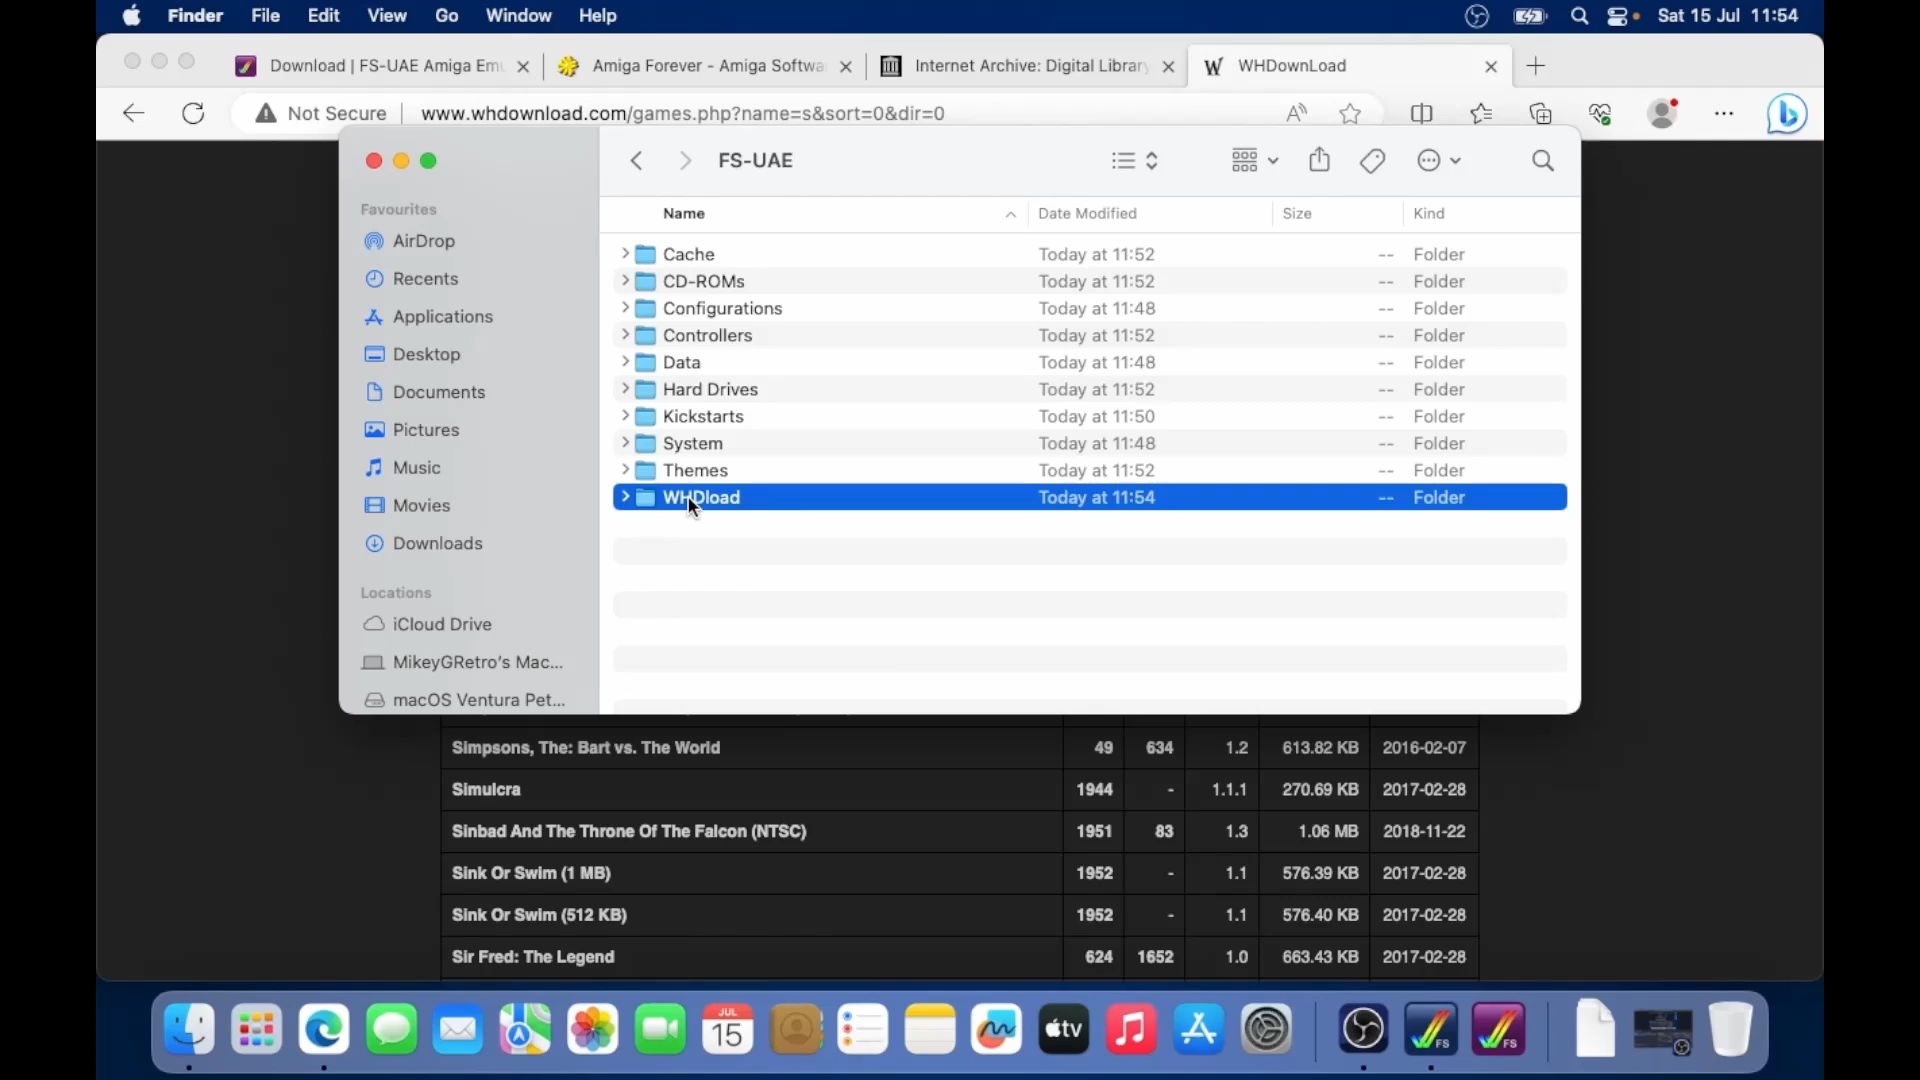 Finder File Edit View Go Window Help Sat 15 Jul 11:54
Download | FS-UAE Amiga Em Amiga Forever - Amiga Softwa Internet Archive: Digital Library WHDownLoad
Not Secure www.whdownload.com/games.php?name=s&sort=0&dir=0
FS-UAE
Favourites
AirDrop
Recents
Applications
Desktop
Documents
Pictures
Music
Movies
Downloads
Locations
iCloud Drive
MikeyGRetro's Mac...
macOS Ventura Pet...
Name Date Modified Size Kind
Cache Today at 11:52 -- Folder
CD-ROMs Today at 11:52 -- Folder
Configurations Today at 11:48 -- Folder
Controllers Today at 11:52 -- Folder
Data Today at 11:48 -- Folder
Hard Drives Today at 11:52 -- Folder
Kickstarts Today at 11:50 -- Folder
System Today at 11:48 -- Folder
Themes Today at 11:52 -- Folder
WHDload Today at 11:54 -- Folder
Simpsons, The: Bart vs. The World 49 634 1.2 613.82 KB 2016-02-07
Simulcra 1944 - 1.1.1 270.69 KB 2017-02-28
Sinbad And The Throne Of The Falcon (NTSC) 1951 83 1.3 1.06 MB 2018-11-22
Sink Or Swim (1 MB) 1952 - 1.1 576.39 KB 2017-02-28
Sink Or Swim (512 KB) 1952 - 1.1 576.40 KB 2017-02-28
Sir Fred: The Legend 624 1652 1.0 663.43 KB 2017-02-28
JUL
15
tv
FS
FS